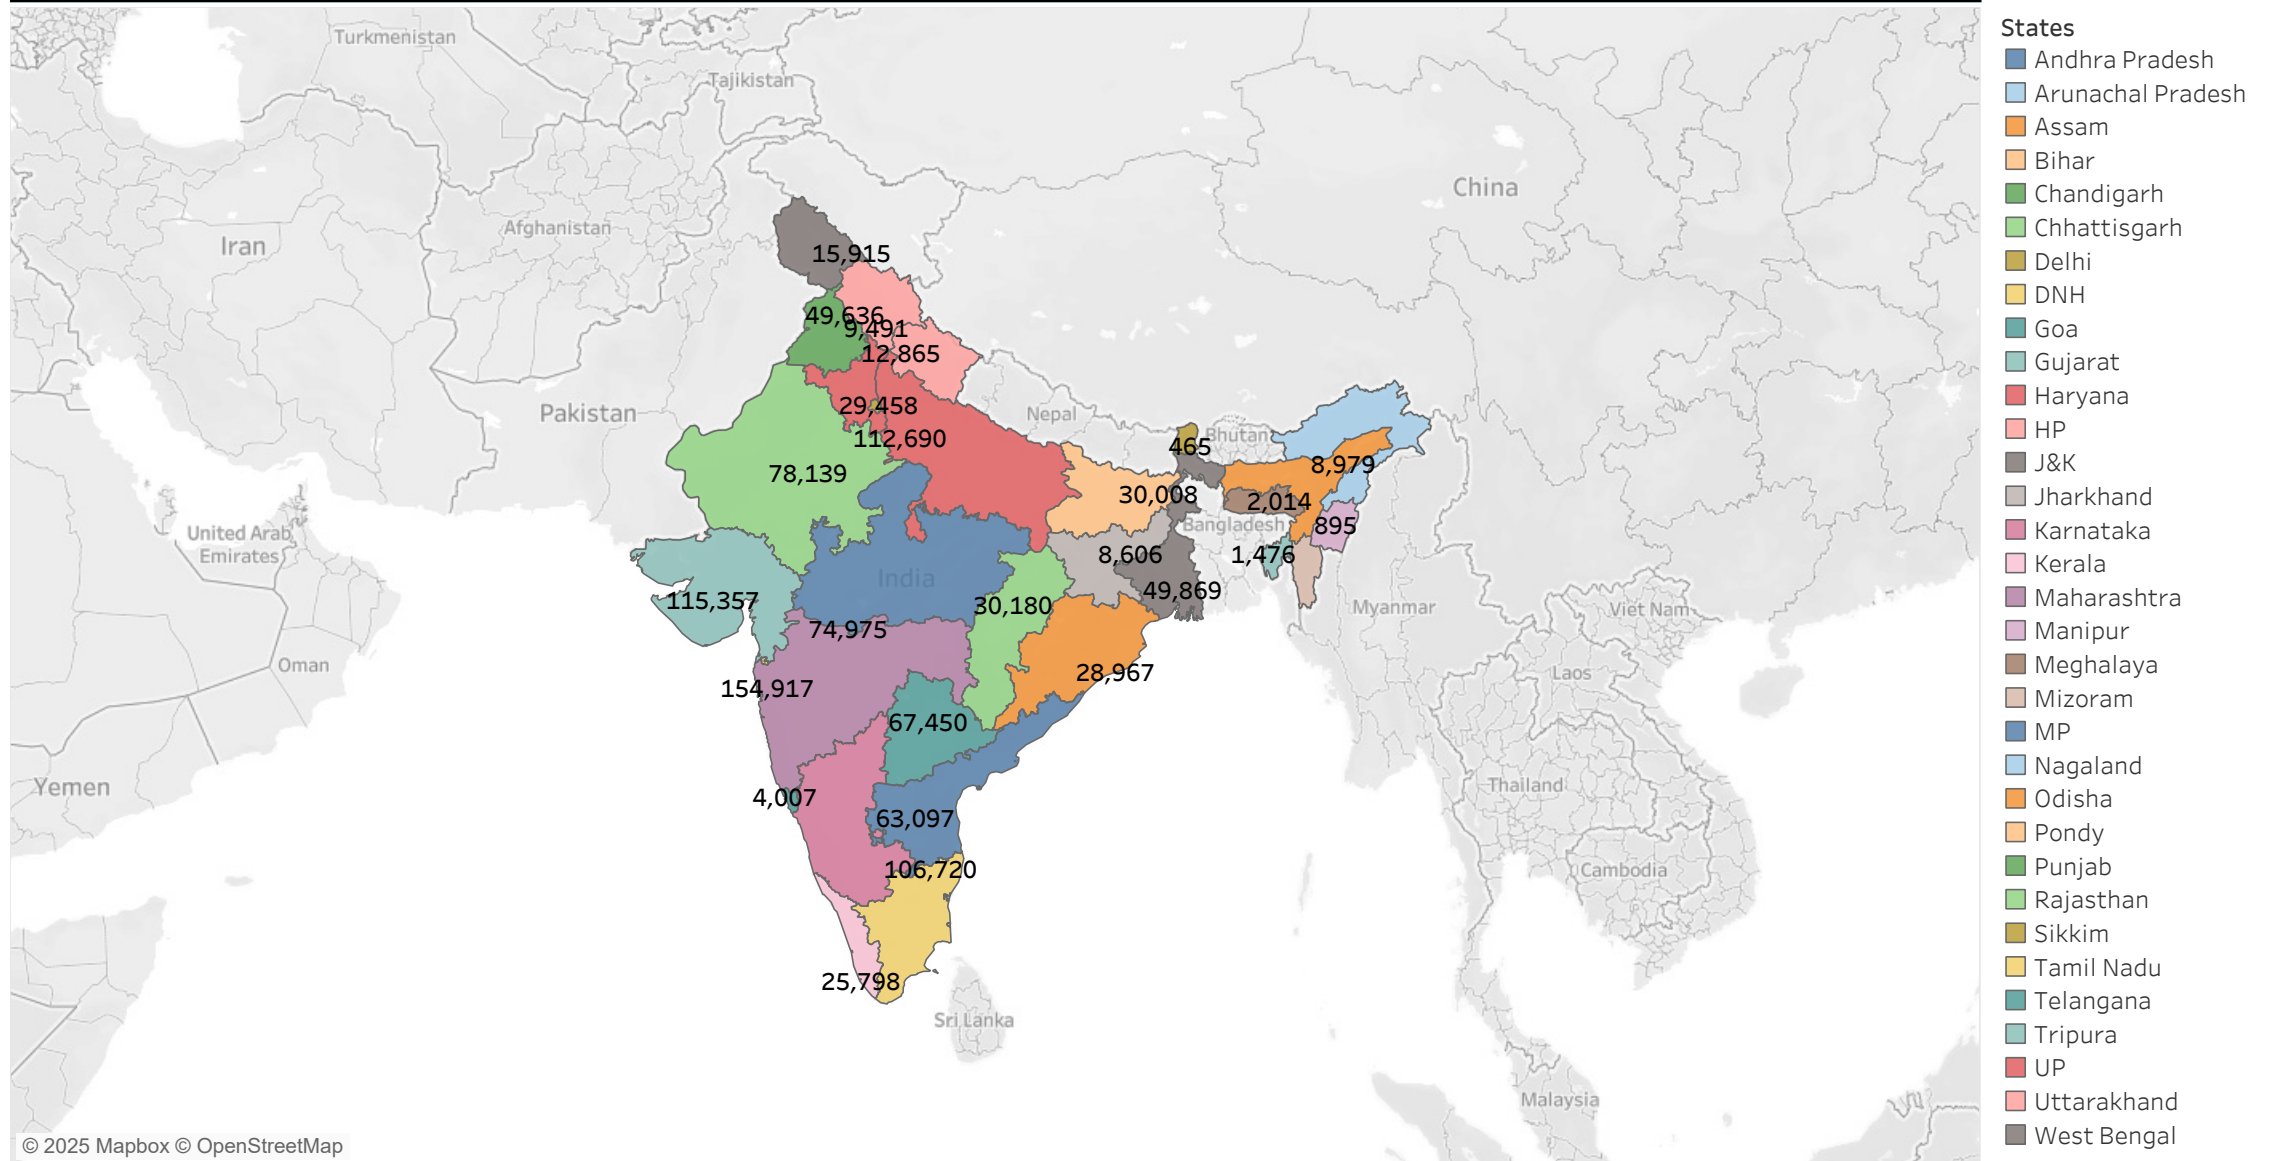 Turkmenistan
Tajikistan
China
Afghanistan
Iran
15,915
49,636
9,491
12,865
Pakistan
29,458
Nepal
112,690
465
Bhutan
8,979
78,139
30,008
2,014
United Arab
Emirates
Bangladesh
895
8,606
1,476
India
49,869
115,357
30,180
Myanmar
Viet Nam
74,975
Oman
28,967
Laos
154,917
67,450
Yemen
4,007
Thailand
63,097
106,720
Cambodia
25,798
Sri Lanka
Malaysia
© 2025 Mapbox © OpenStreetMap
States
Andhra Pradesh
Arunachal Pradesh
Assam
Bihar
Chandigarh
Chhattisgarh
Delhi
DNH
Goa
Gujarat
Haryana
HP
J&K
Jharkhand
Karnataka
Kerala
Maharashtra
Manipur
Meghalaya
Mizoram
MP
Nagaland
Odisha
Pondy
Punjab
Rajasthan
Sikkim
Tamil Nadu
Telangana
Tripura
UP
Uttarakhand
West Bengal